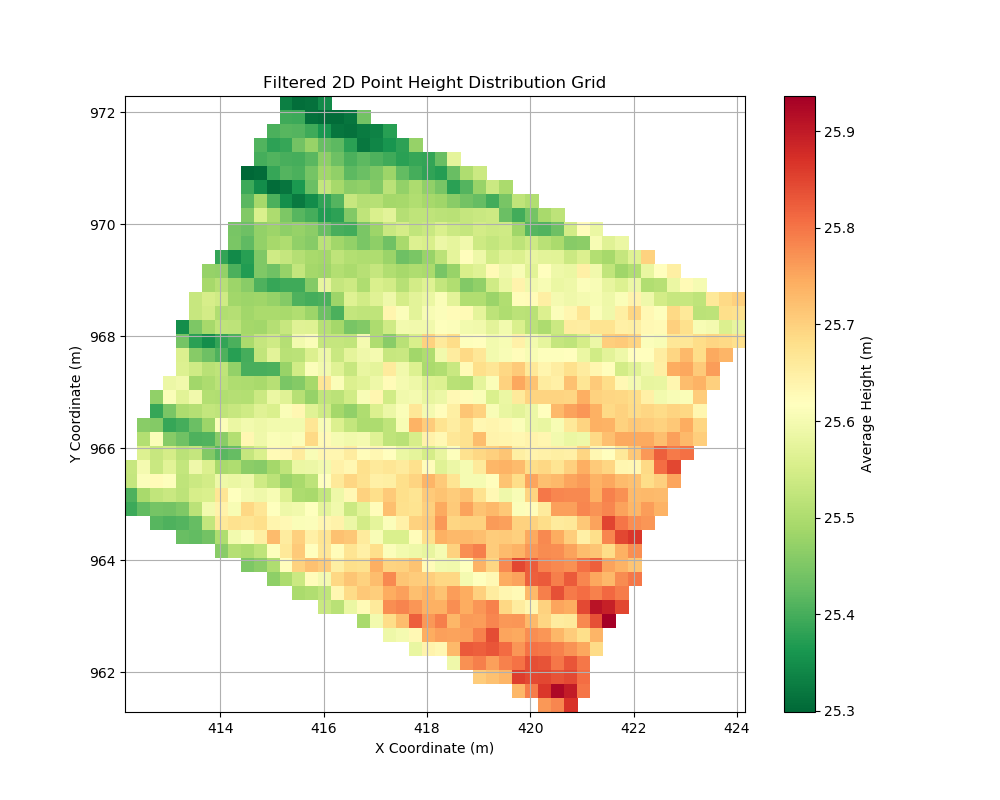 Filtered 2D Point Height Distribution Grid
972
970
968
966
964
962
Y Coordinate (m)
414 416 418 420 422 424
X Coordinate (m)
25.9
25.8
25.7
25.6
25.5
25.4
25.3
Average Height (m)